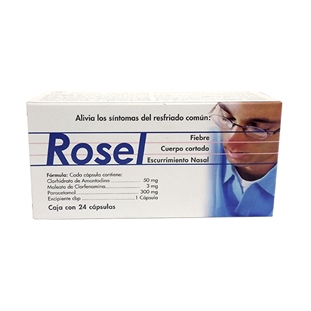 Alivia los síntomas del resfriado común:
Rosel
Fiebre
Cuerpo cortado
Escurrimiento Nasal
Fórmula: Cada cápsula contiene:
Clorhidrato de Amantadina ........ 50 mg
Maleato de Clorfenamina ........ 3 mg
Paracetamol ........ 300 mg
Excipiente cbp ........ 1 Cápsula
Caja con 24 cápsulas